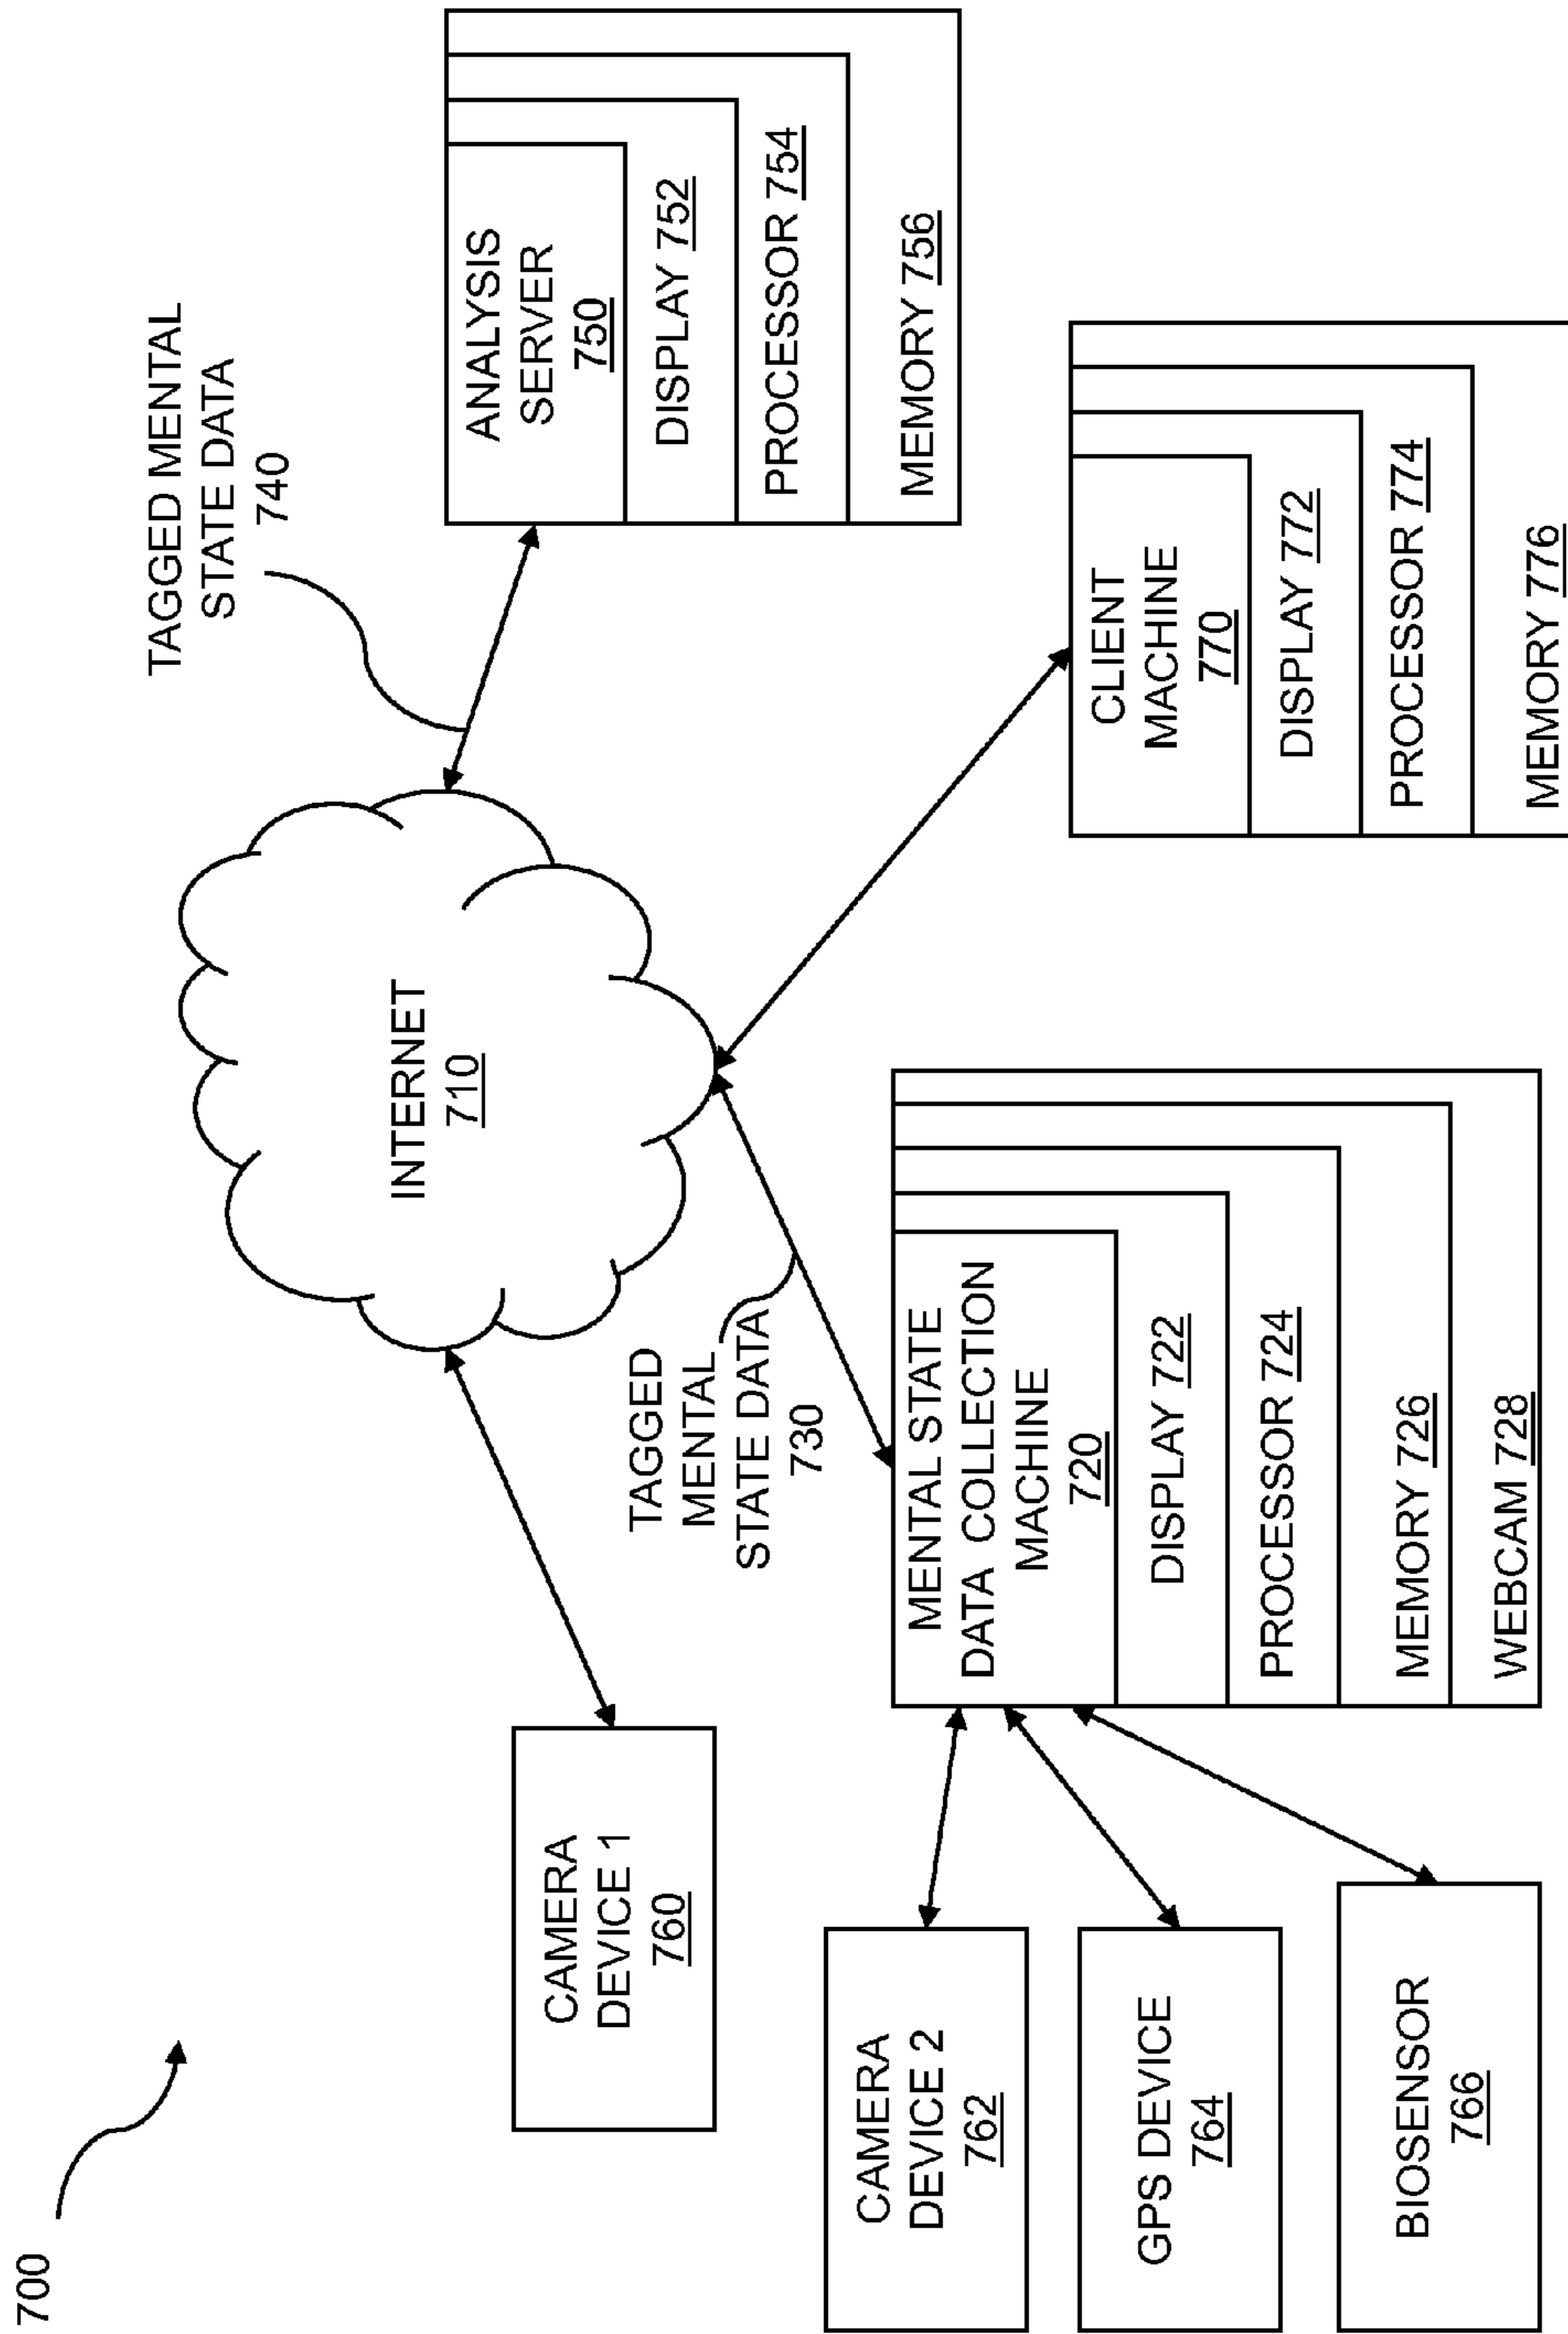 700
INTERNET
710
TAGGED MENTAL
STATE DATA
740
ANALYSIS
SERVER
750
DISPLAY 752
PROCESSOR 754
MEMORY 756
CAMERA
DEVICE 1
760
TAGGED
MENTAL
STATE DATA
730
CAMERA
DEVICE 2
762
GPS DEVICE
764
BIOSENSOR
766
MENTAL STATE
DATA COLLECTION
MACHINE
720
DISPLAY 722
PROCESSOR 724
MEMORY 726
WEBCAM 728
CLIENT
MACHINE
770
DISPLAY 772
PROCESSOR 774
MEMORY 776